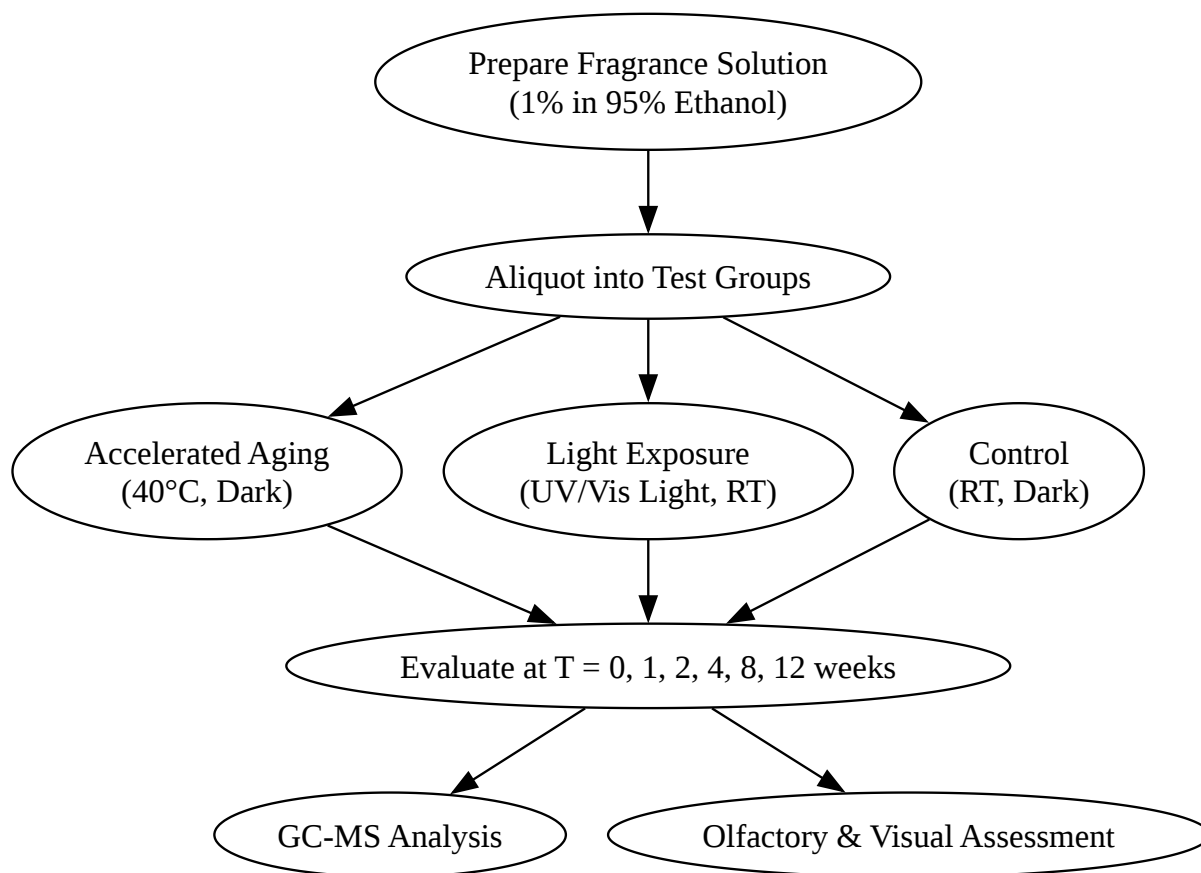 Prepare Fragrance Solution
(1% in 95% Ethanol)
Aliquot into Test Groups
Accelerated Aging
(40°C, Dark)
Light Exposure
(UV/Vis Light, RT)
Control
(RT, Dark)
Evaluate at T = 0, 1, 2, 4, 8, 12 weeks
GC-MS Analysis
Olfactory & Visual Assessment